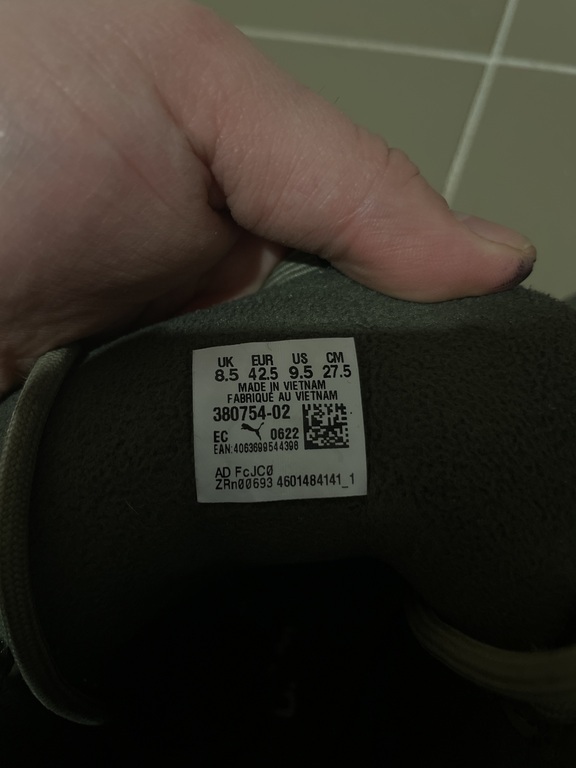 UK EUR US CM
8.5 42.5 9.5 27.5
MADE IN VIETNAM
FABRIQUÉ AU VIETNAM
380754-02
EC 0622
EAN:4063699544398
AD FcJC0
ZRn00693 4601484141_1